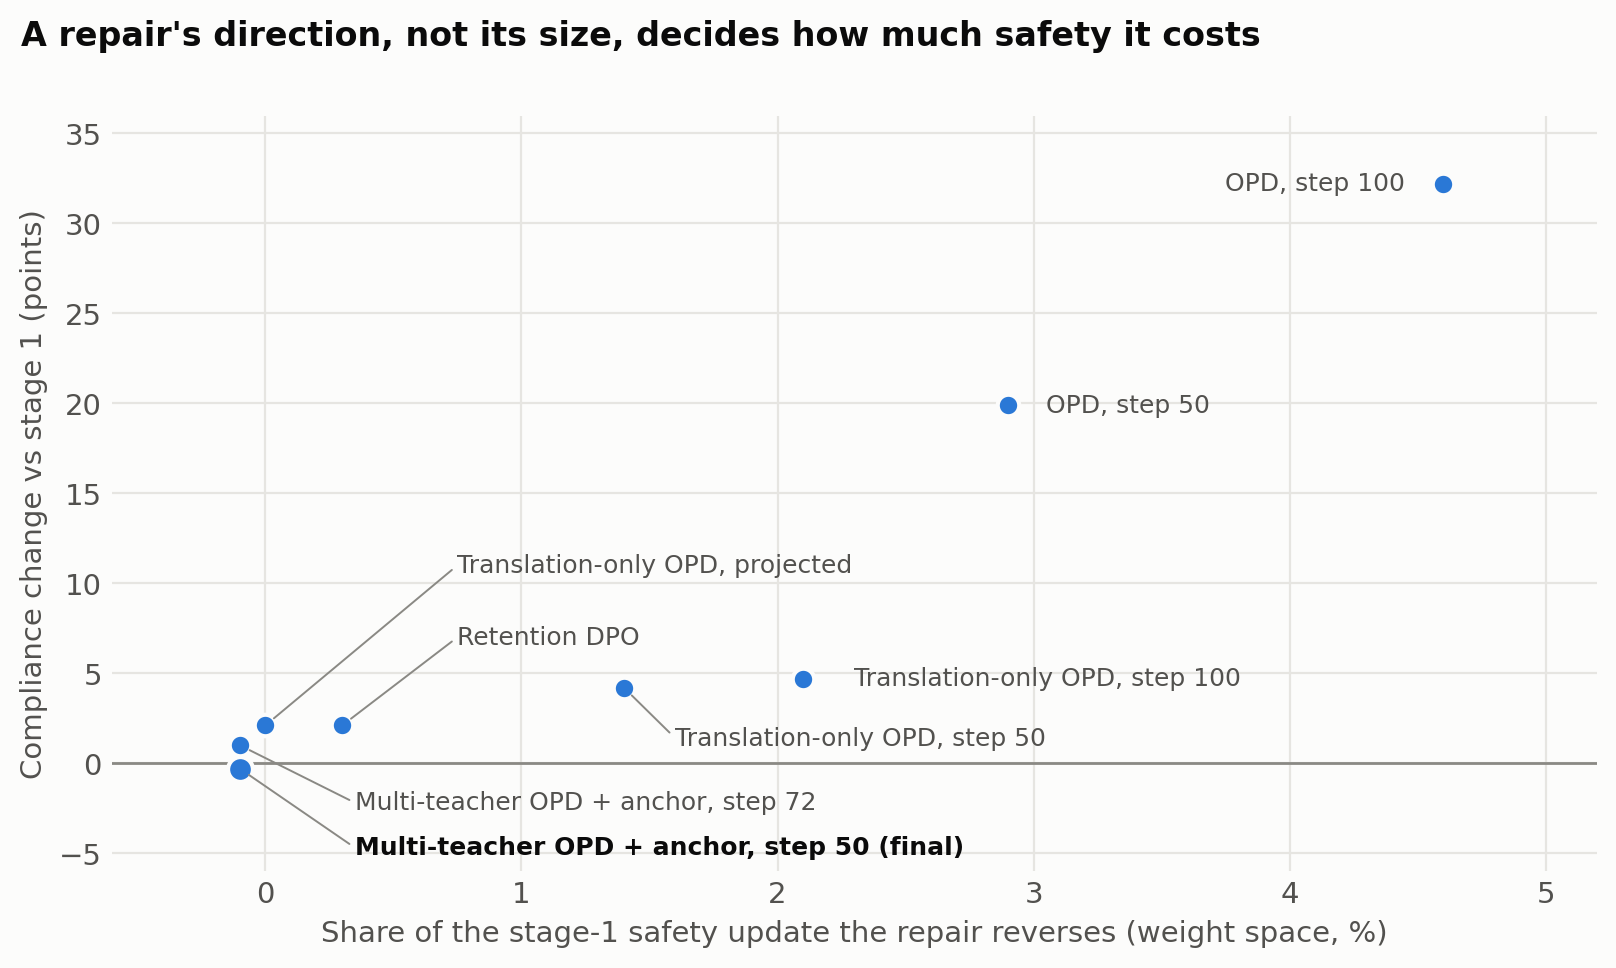 A repair's direction, not its size, decides how much safety it costs
Compliance change vs stage 1 (points)
35
30
25
20
15
10
5
0
−5
OPD, step 100
OPD, step 50
Translation-only OPD, projected
Retention DPO
Translation-only OPD, step 100
Translation-only OPD, step 50
Multi-teacher OPD + anchor, step 72
Multi-teacher OPD + anchor, step 50 (final)
0 1 2 3 4 5
Share of the stage-1 safety update the repair reverses (weight space, %)